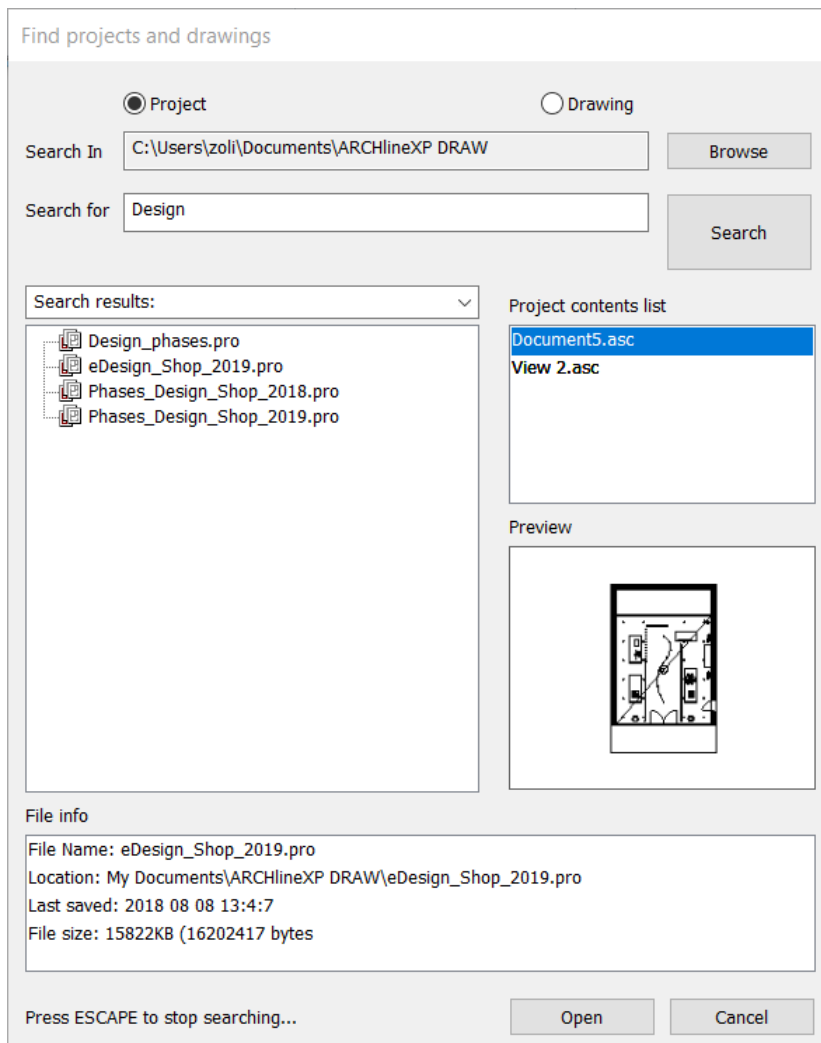 Find projects and drawings
Project
Drawing
Search In
C:\Users\zoli\Documents\ARCHlineXP DRAW
Browse
Search for
Design
Search
Search results:
Design_phases.pro
eDesign_Shop_2019.pro
Phases_Design_Shop_2018.pro
Phases_Design_Shop_2019.pro
Project contents list
Document5.asc
View 2.asc
Preview
File info
File Name: eDesign_Shop_2019.pro
Location: My Documents\ARCHlineXP DRAW\eDesign_Shop_2019.pro
Last saved: 2018 08 08 13:4:7
File size: 15822KB (16202417 bytes
Press ESCAPE to stop searching...
Open
Cancel